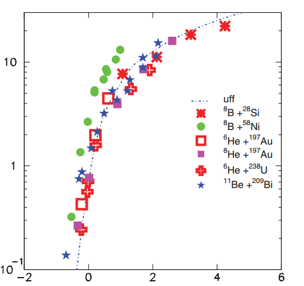 10
1
10⁻¹
−2 0 2 4 6
uff
⁸B + ²⁸Si
⁸B + ⁵⁸Ni
⁶He + ¹⁹⁷Au
⁸He + ¹⁹⁷Au
⁶He + ²³⁸U
¹¹Be + ²⁰⁹Bi